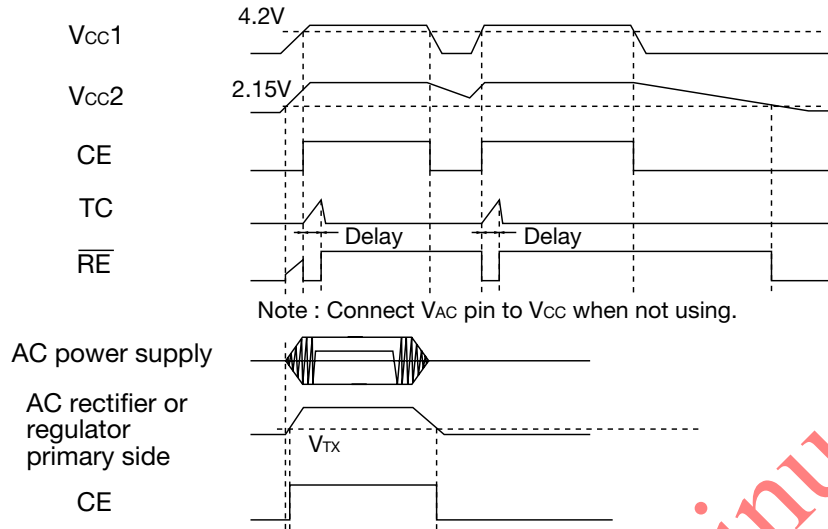 4.2V
VCC1
2.15V
VCC2
CE
TC
Delay Delay
RE
Note : Connect VAC pin to VCC when not using.
AC power supply
AC rectifier or
regulator
primary side
VTX
CE